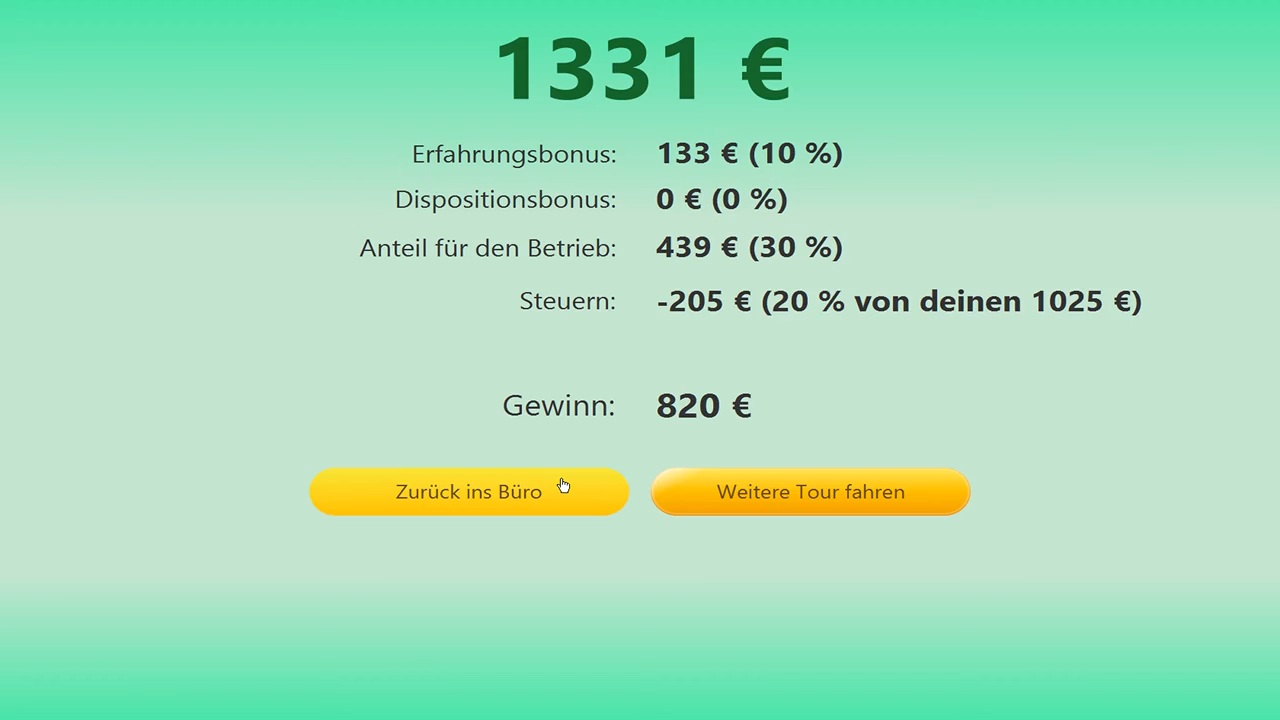 1331 €
Erfahrungsbonus: 133 € (10 %)
Dispositionsbonus: 0 € (0 %)
Anteil für den Betrieb: 439 € (30 %)
Steuern: -205 € (20 % von deinen 1025 €)
Gewinn: 820 €
Zurück ins Büro Weitere Tour fahren